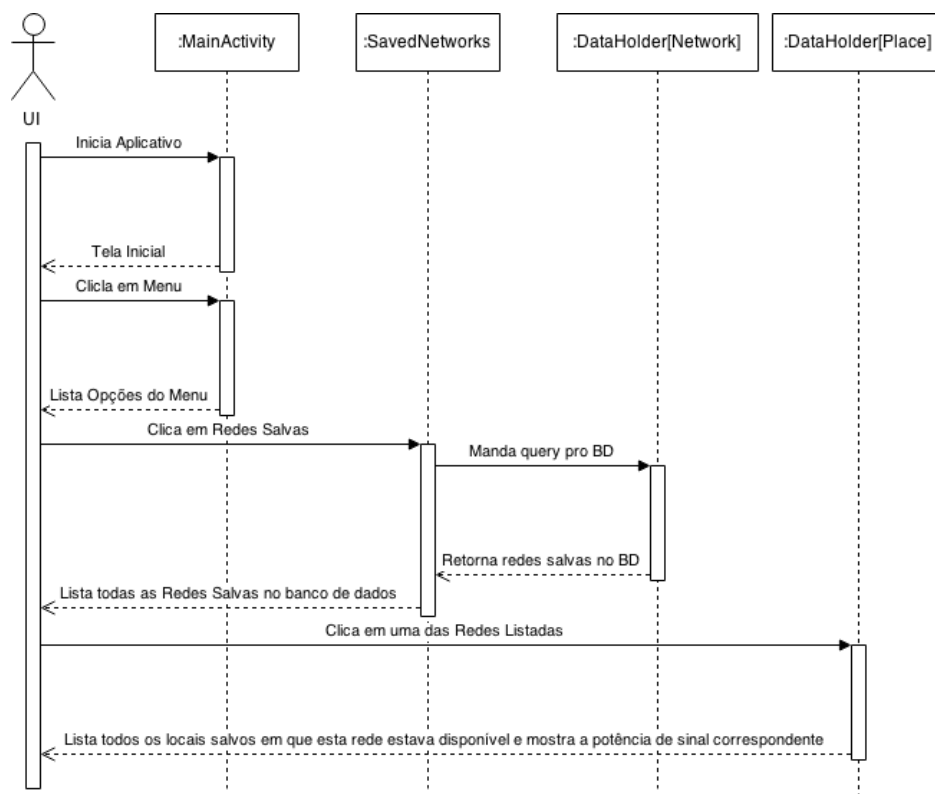 :MainActivity
:SavedNetworks
:DataHolder[Network]
:DataHolder[Place]
UI
Inicia Aplicativo
Tela Inicial
Clicla em Menu
Lista Opções do Menu
Clica em Redes Salvas
Manda query pro BD
Retorna redes salvas no BD
Lista todas as Redes Salvas no banco de dados
Clica em uma das Redes Listadas
Lista todos os locais salvos em que esta rede estava disponível e mostra a potência de sinal correspondente